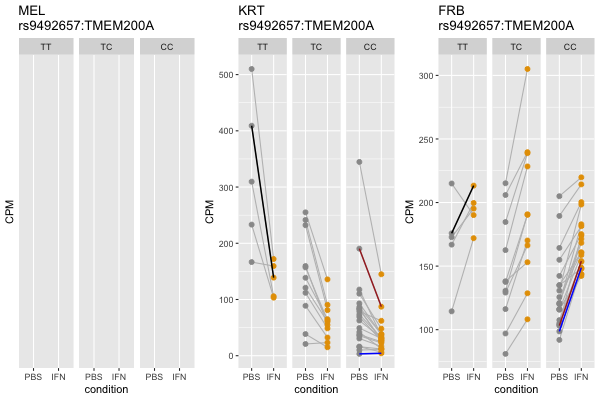 MEL
rs9492657:TMEM200A
TT TC CC
CPM
PBS IFN PBS IFN PBS IFN
condition
KRT
rs9492657:TMEM200A
TT TC CC
500
400
300
200
100
0
CPM
PBS IFN PBS IFN PBS IFN
condition
FRB
rs9492657:TMEM200A
TT TC CC
300
250
200
150
100
CPM
PBS IFN PBS IFN PBS IFN
condition